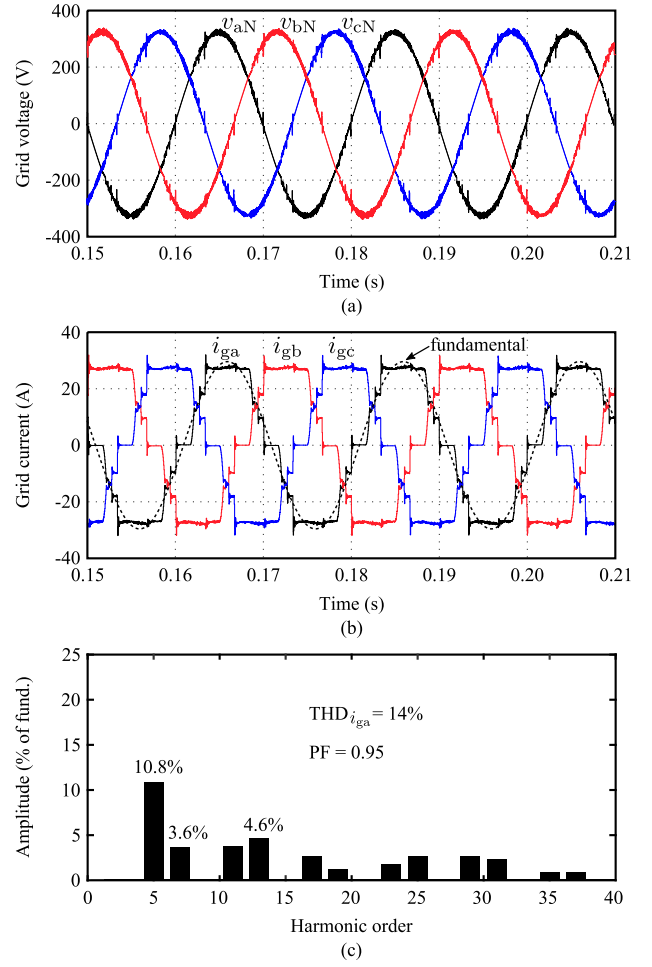 v_aN v_bN v_cN
400
200
0
-200
-400
Grid voltage (V)
0.15 0.16 0.17 0.18 0.19 0.20 0.21
Time (s)
(a)
i_ga i_gb i_gc fundamental
40
20
0
-20
-40
Grid current (A)
0.15 0.16 0.17 0.18 0.19 0.20 0.21
Time (s)
(b)
25
20
15
10
5
0
Amplitude (% of fund.)
THD_i_ga = 14%
PF = 0.95
10.8%
3.6%
4.6%
0 5 10 15 20 25 30 35 40
Harmonic order
(c)